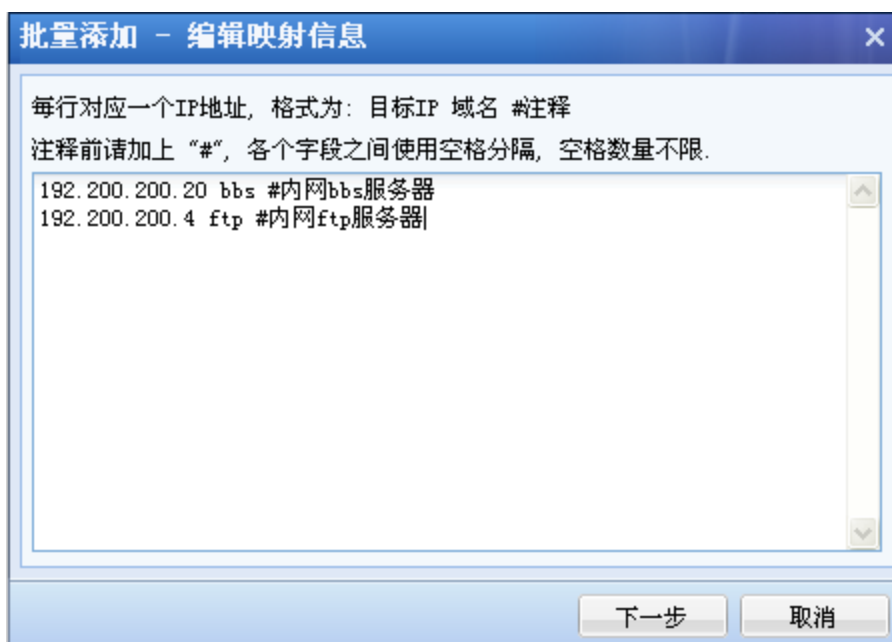 批量添加 - 编辑映射信息
每行对应一个IP地址, 格式为: 目标IP 域名 #注释
注释前请加上 "#", 各个字段之间使用空格分隔, 空格数量不限.
192.200.200.20 bbs #内网bbs服务器
192.200.200.4 ftp #内网ftp服务器
下一步 取消